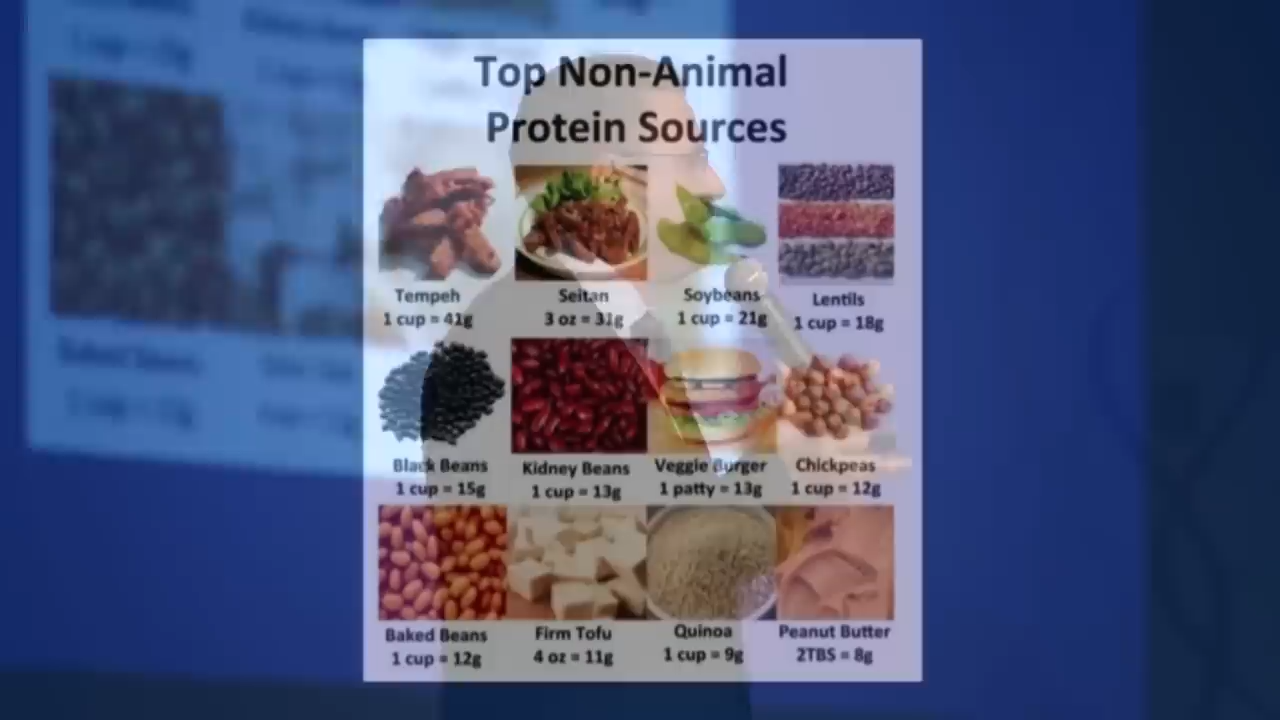 Top Non-Animal
Protein Sources
Tempeh
1 cup = 41g
Seitan
3 oz = 31g
Soybeans
1 cup = 21g
Lentils
1 cup = 18g
Black Beans
1 cup = 15g
Kidney Beans
1 cup = 13g
Veggie Burger
1 patty = 13g
Chickpeas
1 cup = 12g
Baked Beans
1 cup = 12g
Firm Tofu
4 oz = 11g
Quinoa
1 cup = 9g
Peanut Butter
2TBS = 8g